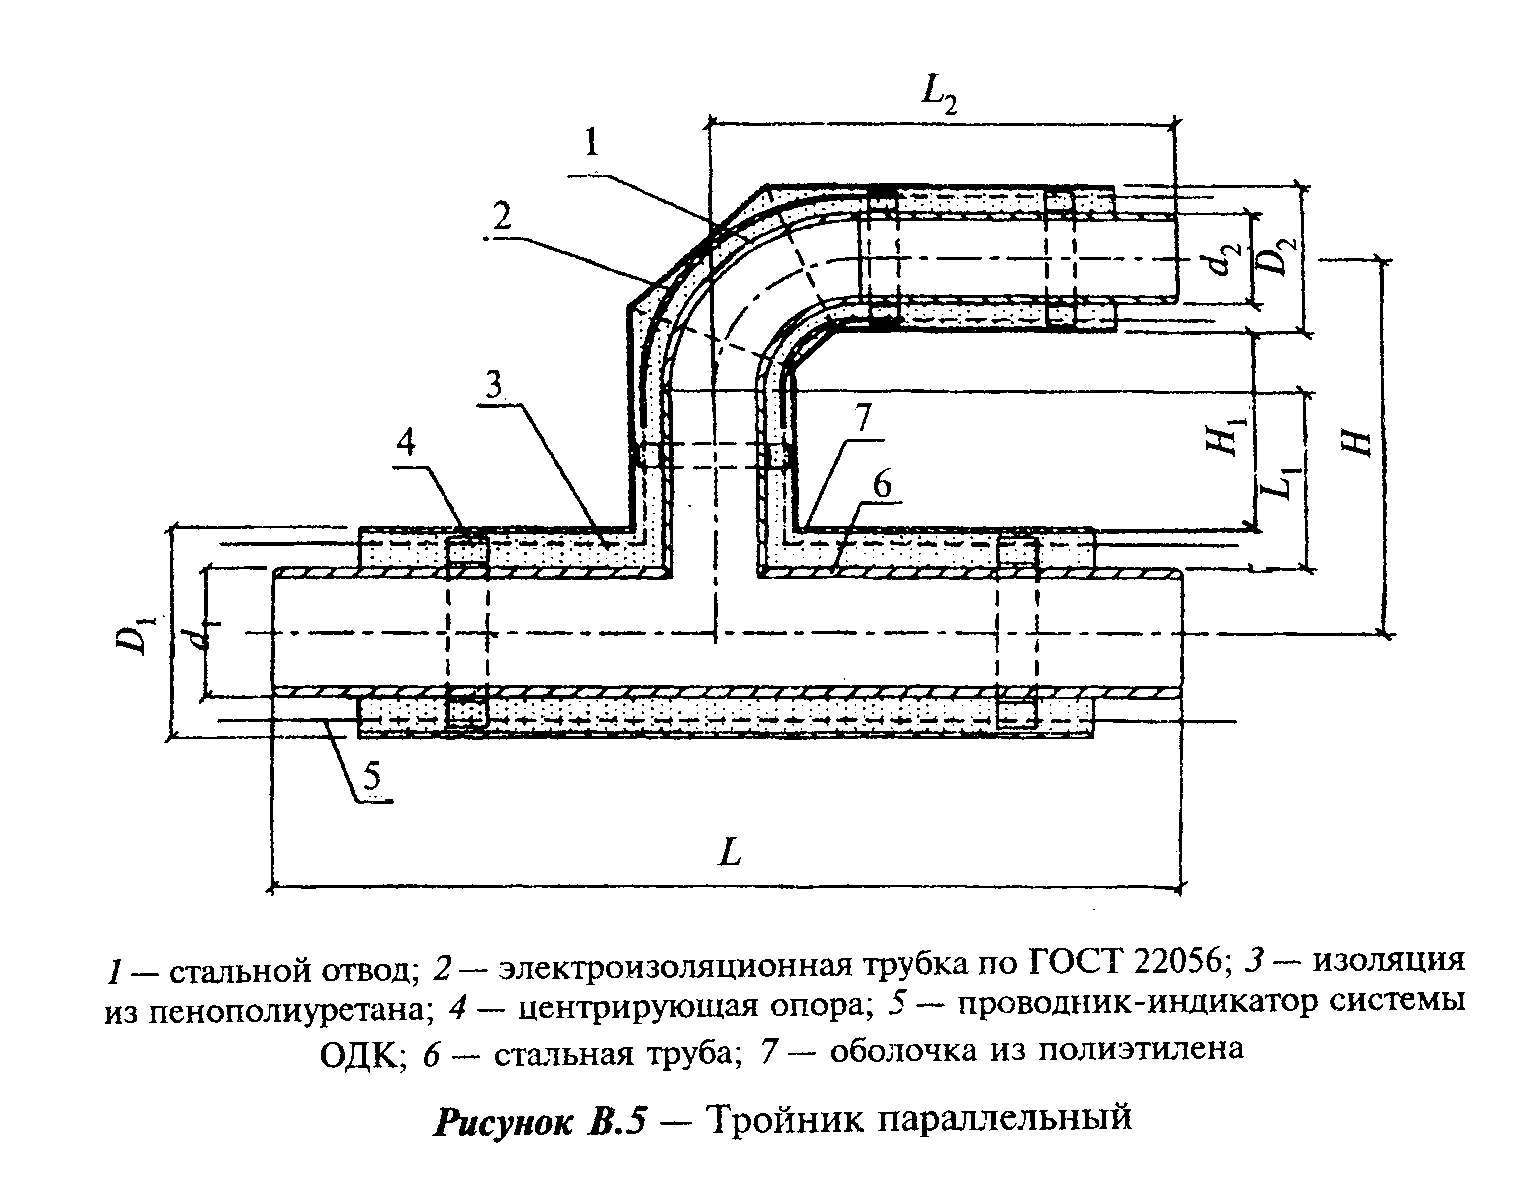 L2
1
2
d2
D2
3
7
4
H1
L1
H
6
D1
d1
5
L
1 — стальной отвод; 2 — электроизоляционная трубка по ГОСТ 22056; 3 — изоляция
из пенополиуретана; 4 — центрирующая опора; 5 — проводник-индикатор системы
ОДК; 6 — стальная труба; 7 — оболочка из полиэтилена
Рисунок В.5 — Тройник параллельный